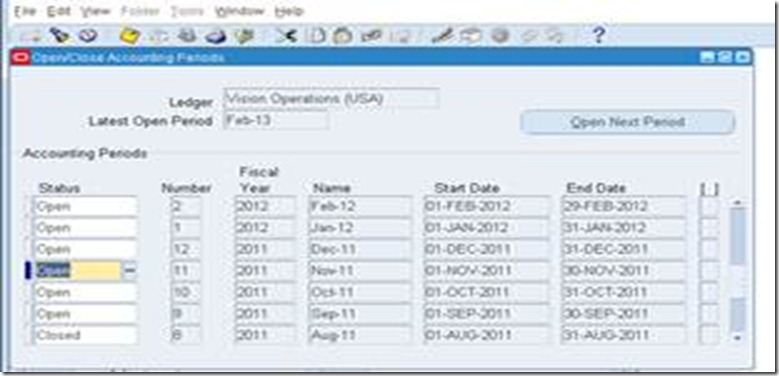 File Edit View Folder Tools Window Help
Open/Close Accounting Periods
Ledger Vision Operations (USA)
Latest Open Period Feb-13
Open Next Period
Accounting Periods
Fiscal
Status Number Year Name Start Date End Date [ ]
Open 2 2012 Feb-12 01-FEB-2012 29-FEB-2012
Open 1 2012 Jan-12 01-JAN-2012 31-JAN-2012
Open 12 2011 Dec-11 01-DEC-2011 31-DEC-2011
Open 11 2011 Nov-11 01-NOV-2011 30-NOV-2011
Open 10 2011 Oct-11 01-OCT-2011 31-OCT-2011
Open 9 2011 Sep-11 01-SEP-2011 30-SEP-2011
Closed 8 2011 Aug-11 01-AUG-2011 31-AUG-2011